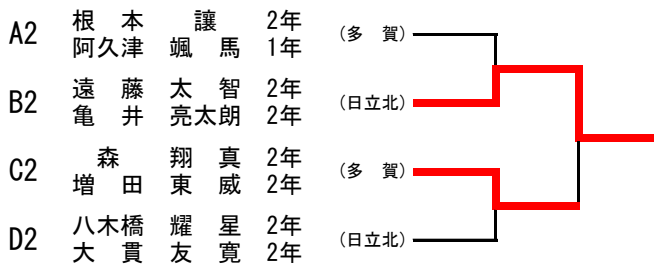 A2 根本 譲 2年 (多 賀)
阿久津 颯馬 1年
B2 遠藤 太智 2年 (日立北)
亀井 亮太朗 2年
C2 森 翔真 2年 (多 賀)
増田 東威 2年
D2 八木橋 耀星 2年 (日立北)
大貫 友寛 2年